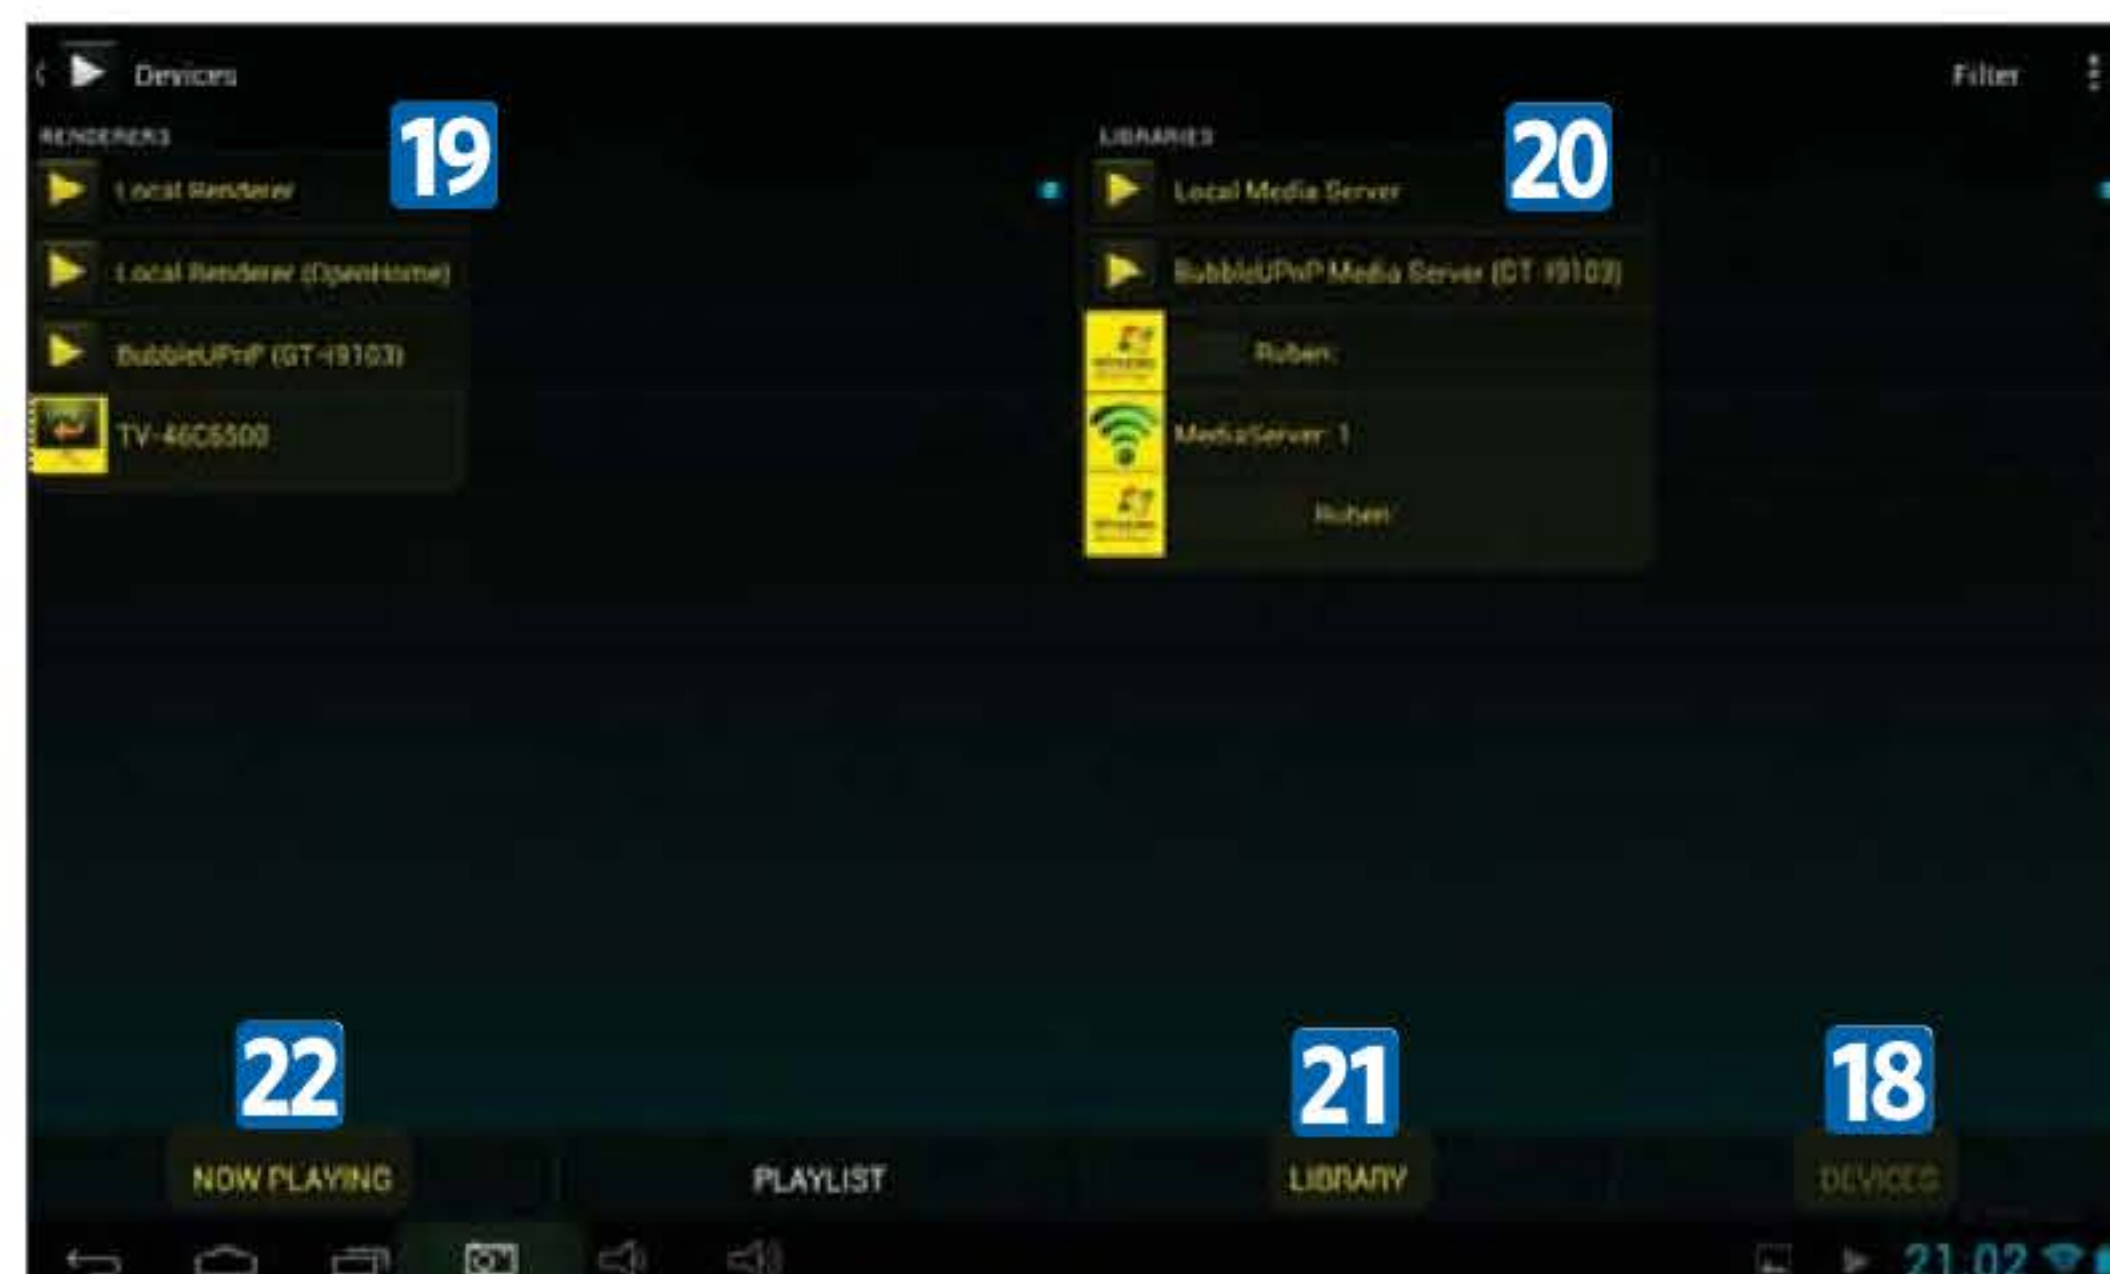 Devices
Filter
RENDERERS
19
Local Renderer
Local Renderer (OpenHome)
BubbleUPnP (GT-I9103)
TV-46C6500
LIBRARIES
20
Local Media Server
BubbleUPnP Media Server (GT-I9103)
Ruben:
MediaServer 1
Ruben
22
21
18
NOW PLAYING
PLAYLIST
LIBRARY
DEVICES
21:02